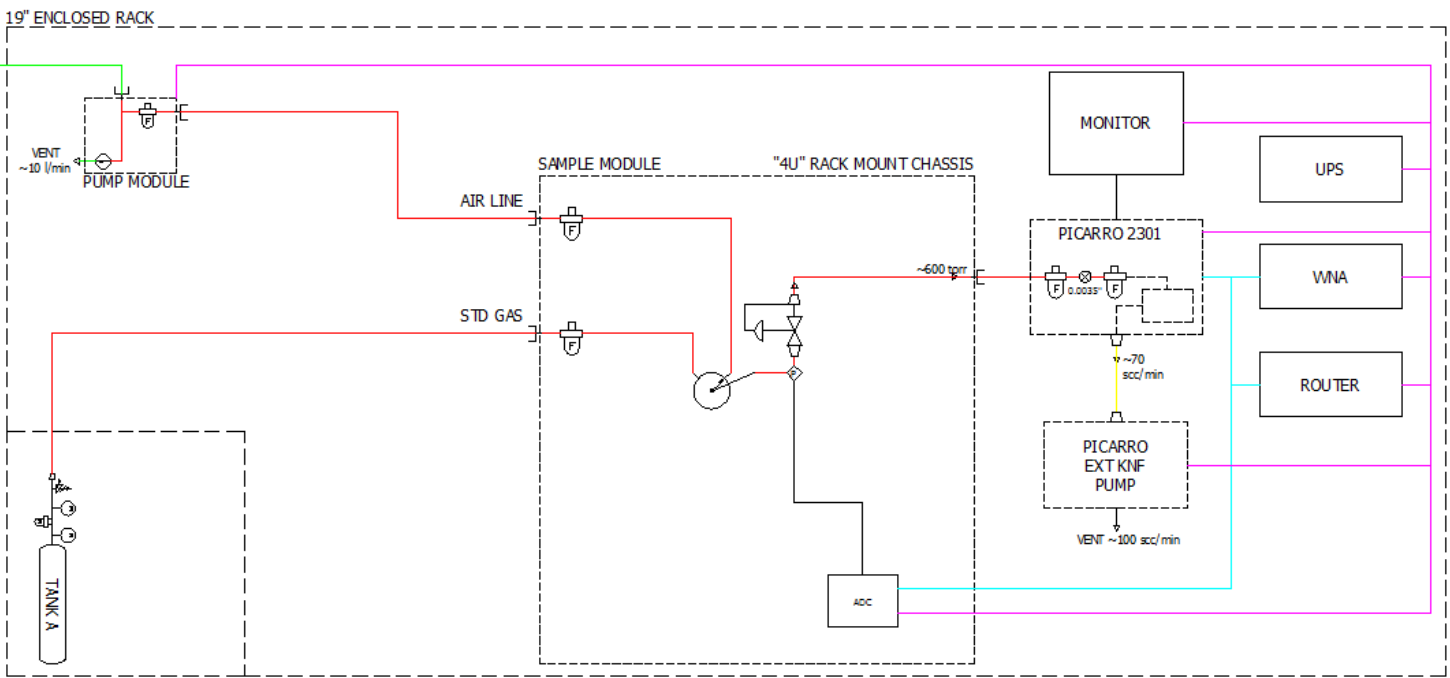 19" ENCLOSED RACK
VENT
~10 l/min
PUMP MODULE
F
SAMPLE MODULE
"4U" RACK MOUNT CHASSIS
AIR LINE
F
STD GAS
F
~600 torr
P
MONITOR
PICARRO 2301
F
0.0035"
F
~70
scc/min
PICARRO
EXT KNF
PUMP
VENT ~100 scc/min
UPS
WNA
ROUTER
ADC
TANK A